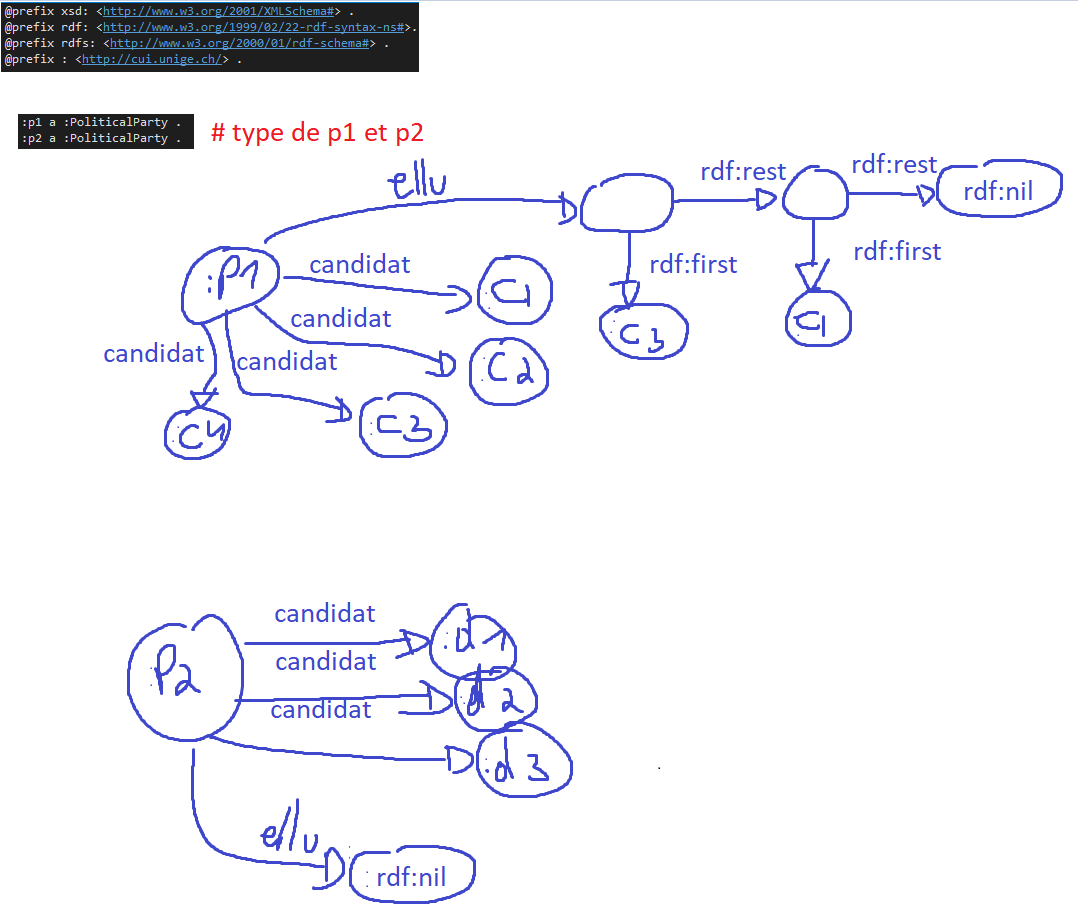 @prefix xsd: <http://www.w3.org/2001/XMLSchema#> .
@prefix rdf: <http://www.w3.org/1999/02/22-rdf-syntax-ns#>.
@prefix rdfs: <http://www.w3.org/2000/01/rdf-schema#> .
@prefix : <http://cui.unige.ch/> .
:p1 a :PoliticalParty .
:p2 a :PoliticalParty .
# type de p1 et p2
ellu
rdf:rest
rdf:rest
rdf:nil
:P1
candidat
rdf:first
rdf:first
:C1
candidat
:C3
:C1
candidat
candidat
:C2
:C4
:C3
candidat
:P2
:d1
candidat
:d2
candidat
:d3
ellu
:rdf:nil